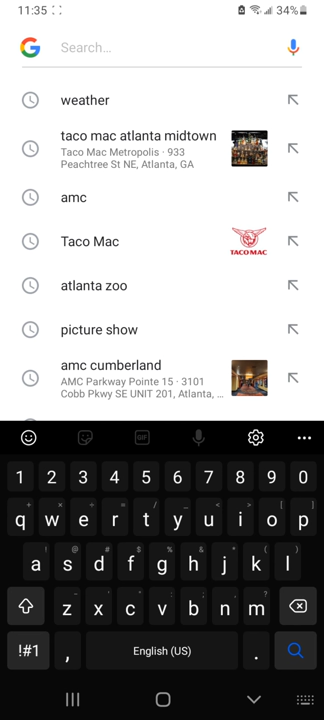 11:35 34%
Search...
weather
taco mac atlanta midtown
Taco Mac Metropolis · 933
Peachtree St NE, Atlanta, GA
amc
Taco Mac
TACO MAC
atlanta zoo
picture show
amc cumberland
AMC Parkway Pointe 15 · 3101
Cobb Pkwy SE UNIT 201, Atlanta, ...
GIF
1 2 3 4 5 6 7 8 9 0
q w e r t y u i o p
a s d f g h j k l
z x c v b n m
!#1 , English (US) .